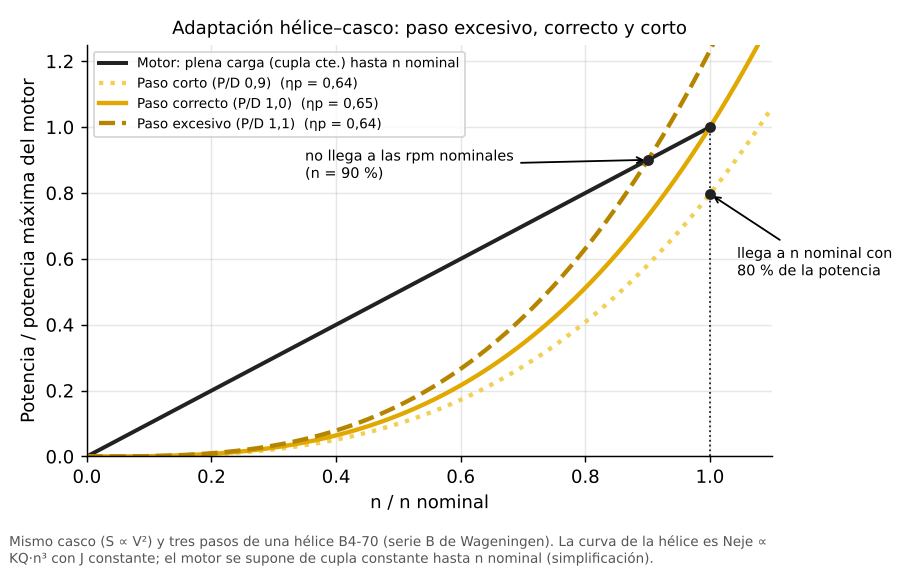 Adaptación hélice–casco: paso excesivo, correcto y corto
Potencia / potencia máxima del motor
1.2
1.0
0.8
0.6
0.4
0.2
0.0
Motor: plena carga (cupla cte.) hasta n nominal
Paso corto (P/D 0,9)  (ηp = 0,64)
Paso correcto (P/D 1,0)  (ηp = 0,65)
Paso excesivo (P/D 1,1)  (ηp = 0,64)
no llega a las rpm nominales
(n = 90 %)
llega a n nominal con
80 % de la potencia
0.0 0.2 0.4 0.6 0.8 1.0
n / n nominal
Mismo casco (S ∝ V²) y tres pasos de una hélice B4-70 (serie B de Wageningen). La curva de la hélice es Neje ∝
KQ·n³ con J constante; el motor se supone de cupla constante hasta n nominal (simplificación).